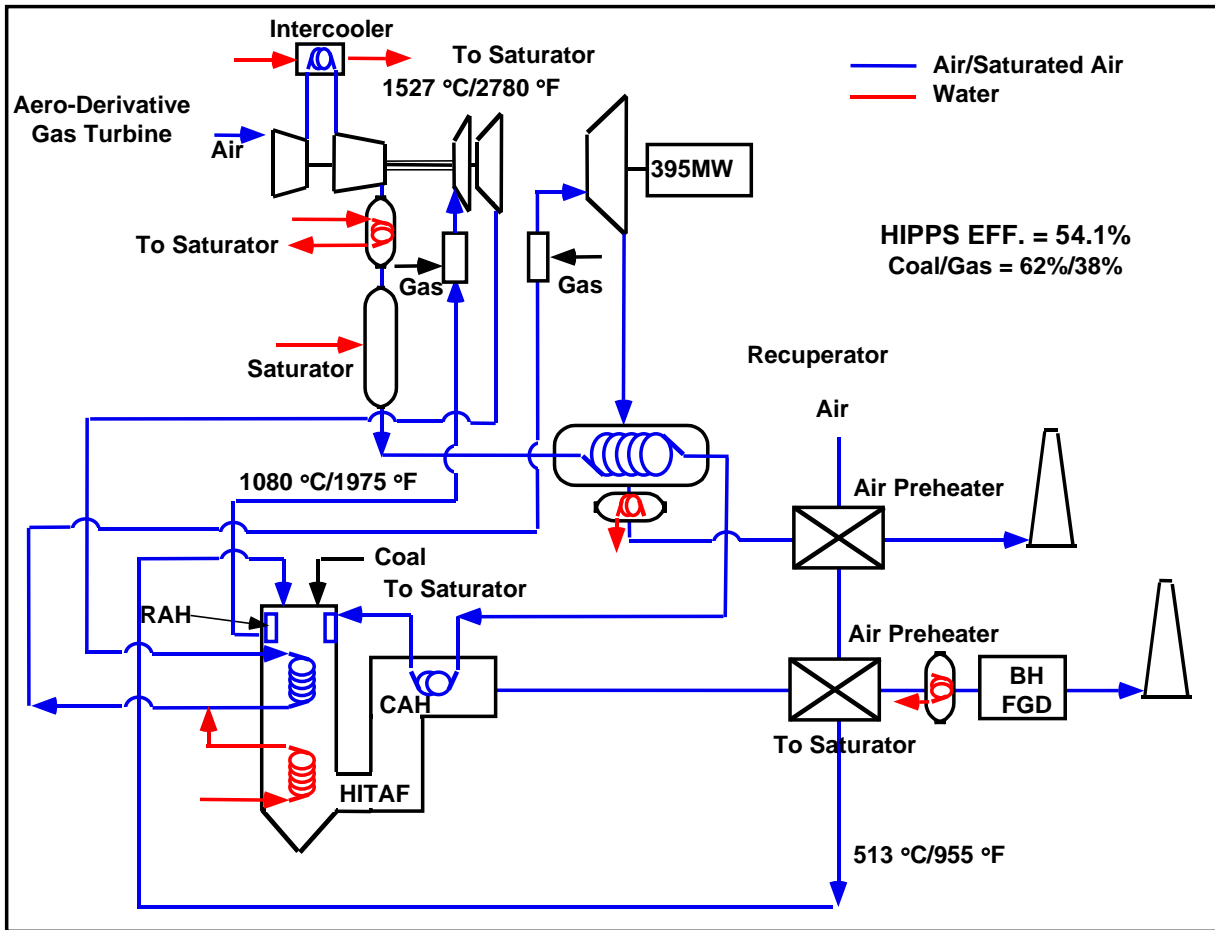 Intercooler
To Saturator
1527 °C/2780 °F
Air/Saturated Air
Water
Aero-Derivative
Gas Turbine
Air
395MW
To Saturator
Gas
Gas
HIPPS EFF. = 54.1%
Coal/Gas = 62%/38%
Saturator
Recuperator
Air
1080 °C/1975 °F
Air Preheater
Coal
To Saturator
RAH
Air Preheater
CAH
BH
FGD
To Saturator
HITAF
513 °C/955 °F